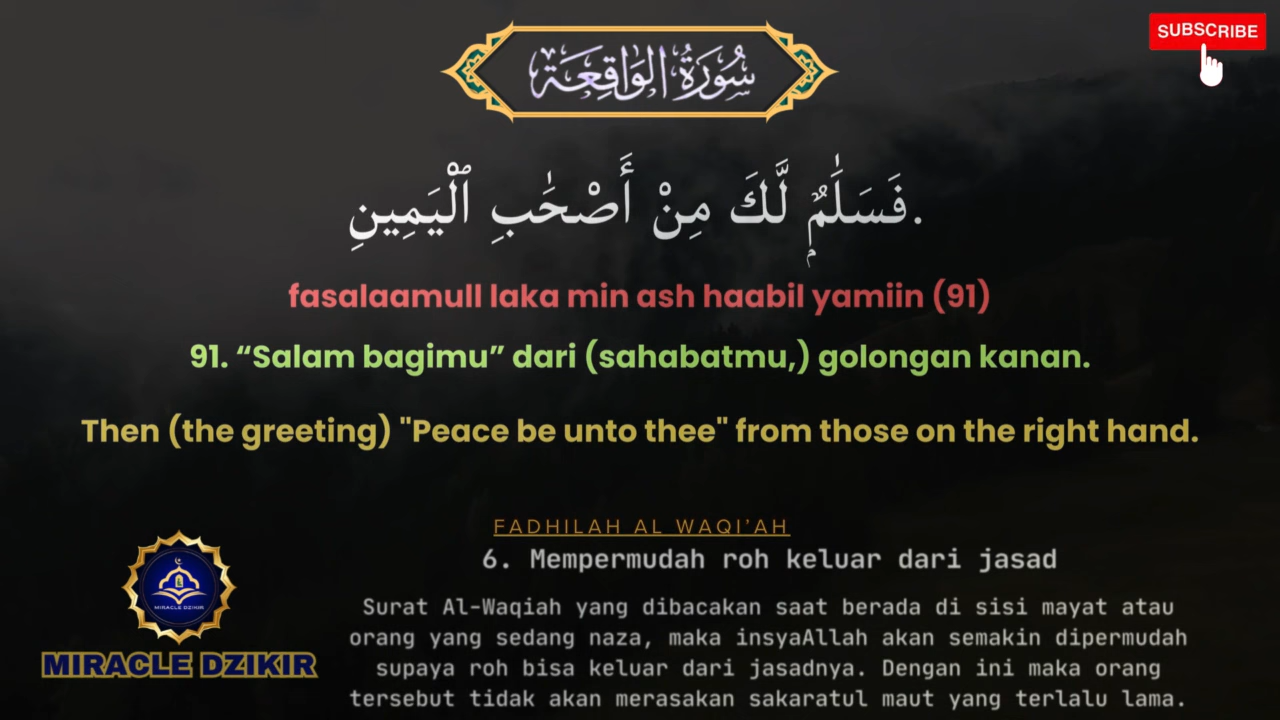 سُورَةُ الوَاقِعَة
SUBSCRIBE
فَسَلَٰمٌ لَّكَ مِنْ أَصْحَٰبِ ٱلْيَمِينِ.
fasalaamull laka min ash haabil yamiin (91)
91. “Salam bagimu” dari (sahabatmu,) golongan kanan.
Then (the greeting) "Peace be unto thee" from those on the right hand.
FADHILAH AL WAQI’AH
6. Mempermudah roh keluar dari jasad
Surat Al-Waqiah yang dibacakan saat berada di sisi mayat atau
orang yang sedang naza, maka insyaAllah akan semakin dipermudah
supaya roh bisa keluar dari jasadnya. Dengan ini maka orang
tersebut tidak akan merasakan sakaratul maut yang terlalu lama.
MIRACLE DZIKIR
MIRACLE DZIKIR